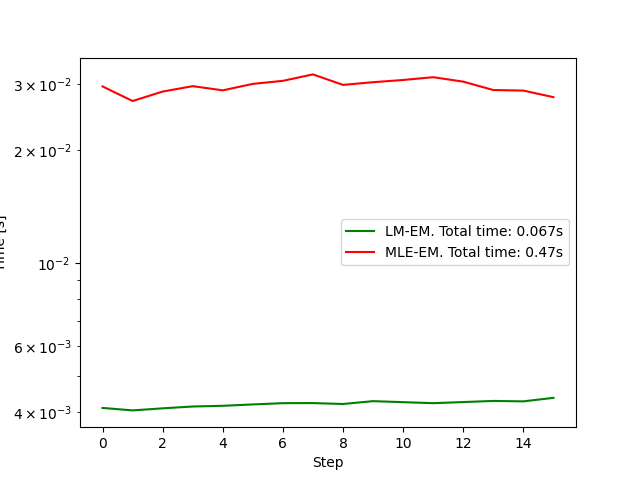 3 × 10⁻²
2 × 10⁻²
10⁻²
6 × 10⁻³
4 × 10⁻³
LM-EM. Total time: 0.067s
MLE-EM. Total time: 0.47s
0 2 4 6 8 10 12 14
Step